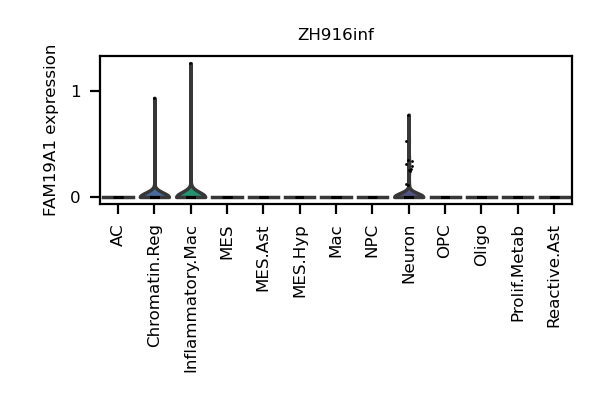 ZH916inf
FAM19A1 expression
1
0
AC
Chromatin.Reg
Inflammatory.Mac
MES
MES.Ast
MES.Hyp
Mac
NPC
Neuron
OPC
Oligo
Prolif.Metab
Reactive.Ast